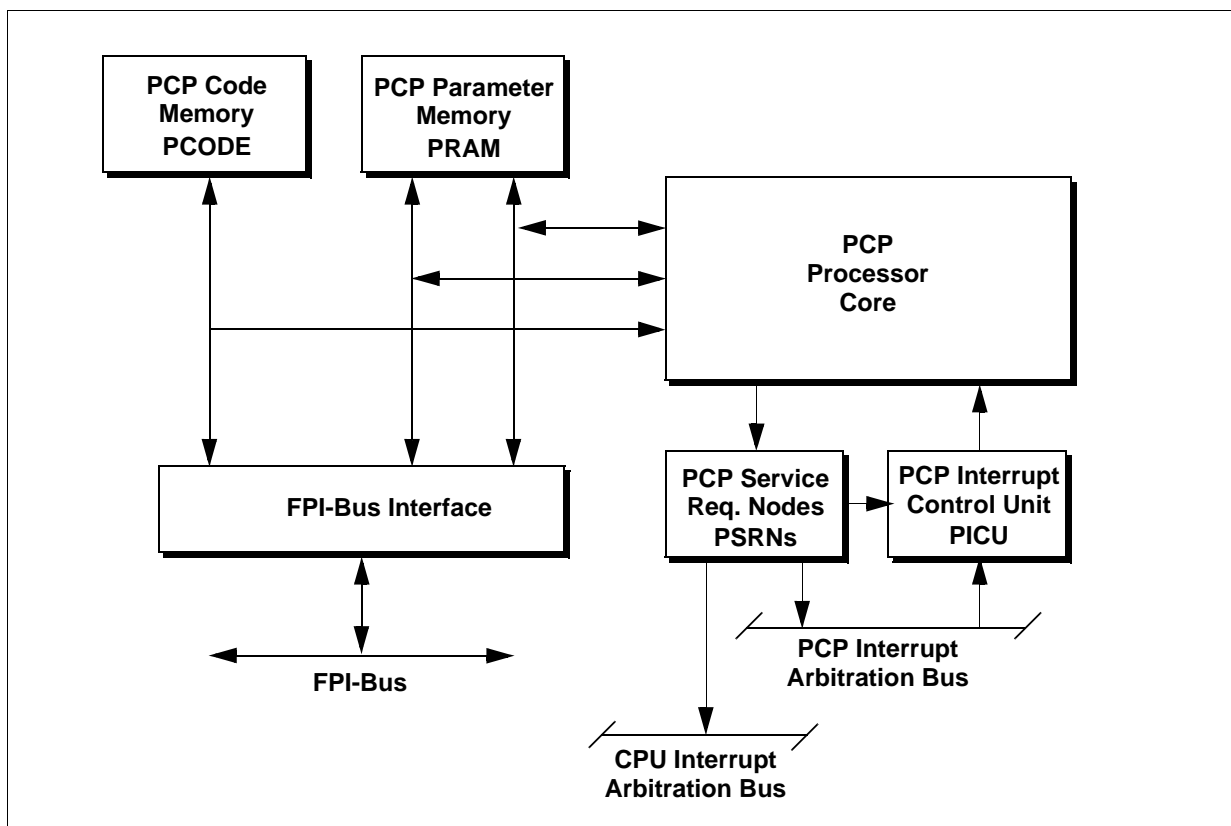 PCP Code
Memory
PCODE
PCP Parameter
Memory
PRAM
PCP
Processor
Core
FPI-Bus Interface
PCP Service
Req. Nodes
PSRNs
PCP Interrupt
Control Unit
PICU
PCP Interrupt
Arbitration Bus
FPI-Bus
CPU Interrupt
Arbitration Bus